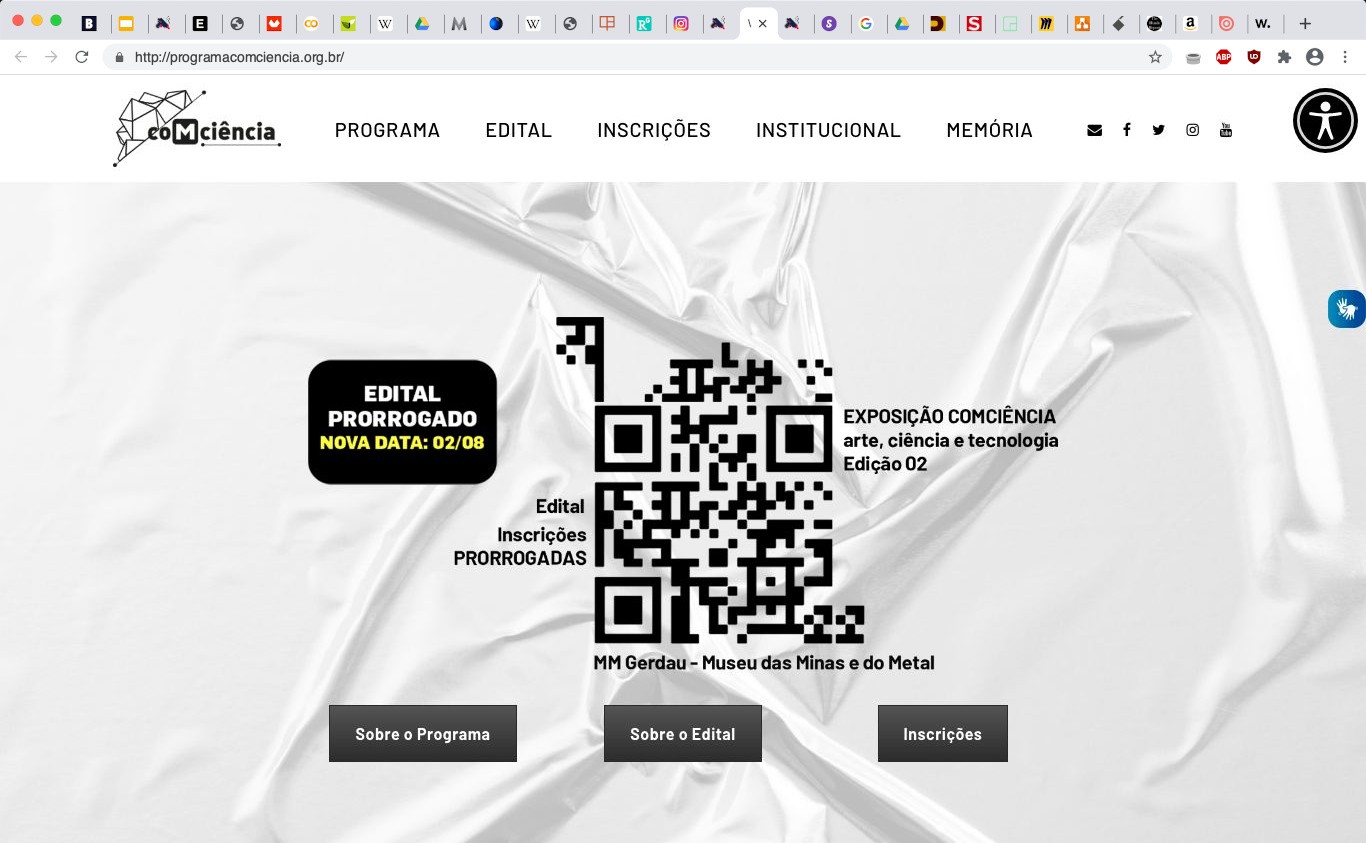 http://programacomciencia.org.br/
coMciência
PROGRAMA
EDITAL
INSCRIÇÕES
INSTITUCIONAL
MEMÓRIA
EDITAL
PRORROGADO
NOVA DATA: 02/08
EXPOSIÇÃO COMCIÊNCIA
arte, ciência e tecnologia
Edição 02
Edital
Inscrições
PRORROGADAS
MM Gerdau - Museu das Minas e do Metal
Sobre o Programa
Sobre o Edital
Inscrições